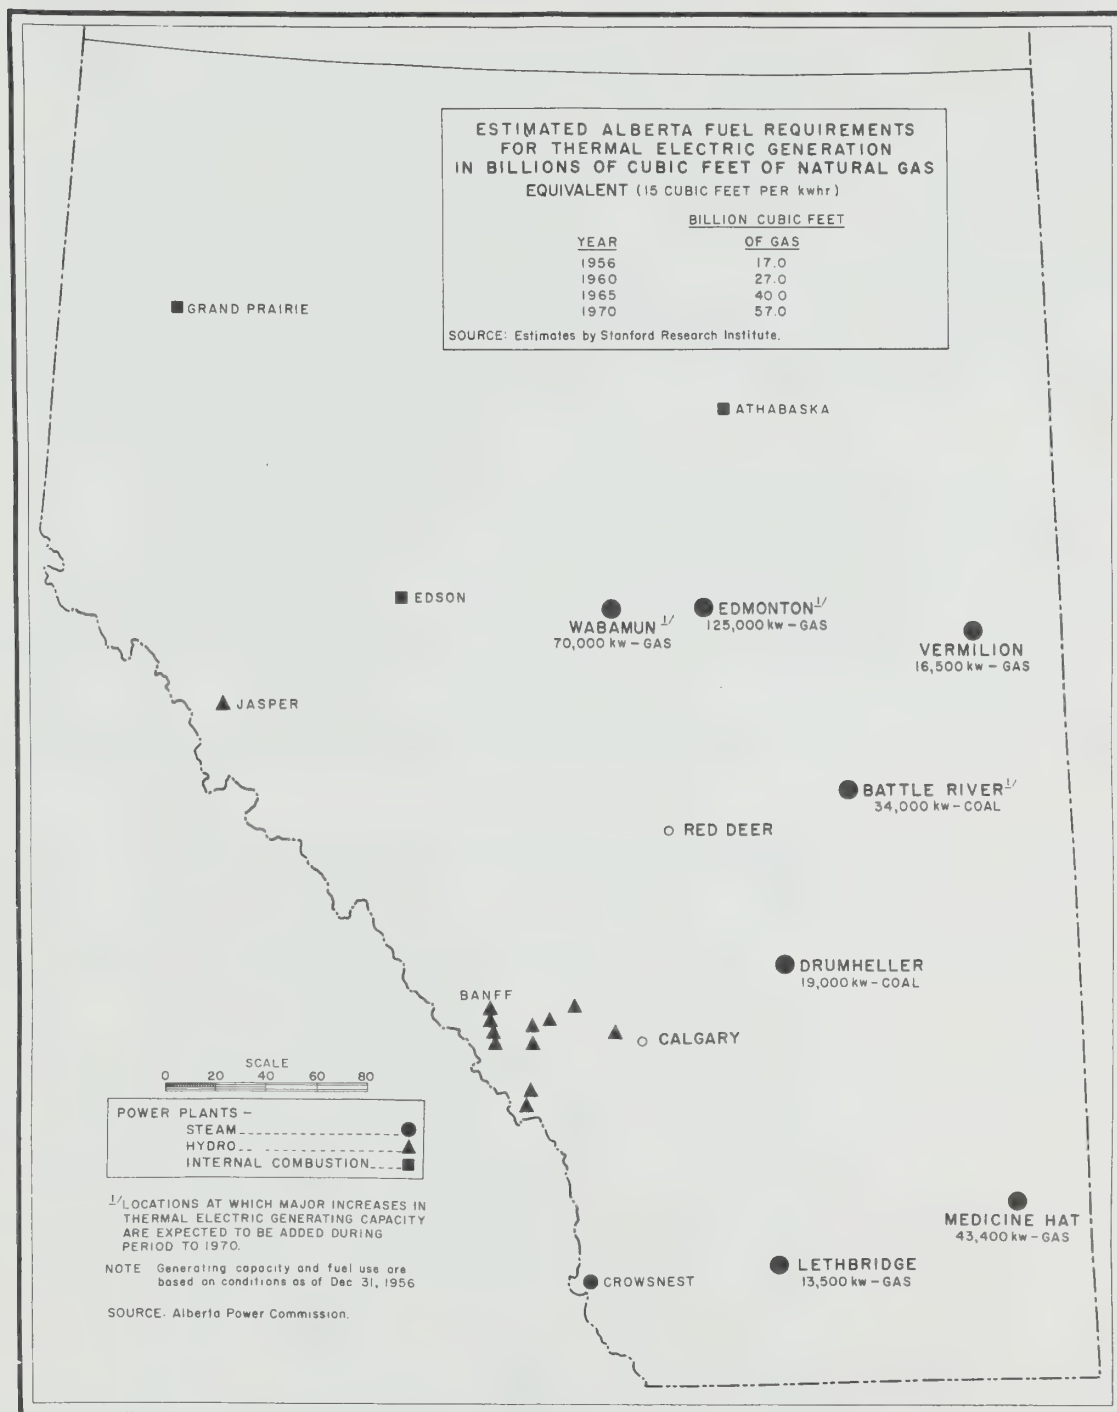 ESTIMATED ALBERTA FUEL REQUIREMENTS
FOR THERMAL ELECTRIC GENERATION
IN BILLIONS OF CUBIC FEET OF NATURAL GAS
EQUIVALENT (15 CUBIC FEET PER kwhr)
BILLION CUBIC FEET
YEAR OF GAS
1956 17.0
1960 27.0
1965 40 0
1970 57.0
SOURCE: Estimates by Stanford Research Institute.
GRAND PRAIRIE
ATHABASKA
EDSON
WABAMUN 1/
70,000 kw – GAS
EDMONTON 1/
125,000 kw – GAS
VERMILION
16,500 kw – GAS
JASPER
BATTLE RIVER 1/
34,000 kw – COAL
RED DEER
DRUMHELLER
19,000 kw – COAL
BANFF
CALGARY
SCALE
0 20 40 60 80
POWER PLANTS –
STEAM
HYDRO
INTERNAL COMBUSTION
1/ LOCATIONS AT WHICH MAJOR INCREASES IN
THERMAL ELECTRIC GENERATING CAPACITY
ARE EXPECTED TO BE ADDED DURING
PERIOD TO 1970.
NOTE Generating capacity and fuel use are
based on conditions as of Dec 31, 1956
SOURCE. Alberta Power Commission.
MEDICINE HAT
43,400 kw – GAS
LETHBRIDGE
13,500 kw – GAS
CROWSNEST